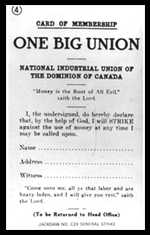 ④
CARD OF MEMBERSHIP
ONE BIG UNION
NATIONAL INDUSTRIAL UNION OF
THE DOMINION OF CANADA
"Money is the Root of All Evil,"
saith the Lord.
I, the undersigned, do hereby declare
that, by the help of God, I will STRIKE
against the use of money at any time I
may be called upon.
Name
Address
Witness
"Come unto me, all ye that labor and are
heavy laden, and I will give you rest," saith
the Lord.
(To be Returned to Head Office)
JACKDAW NO. C29 GENERAL STRIKE